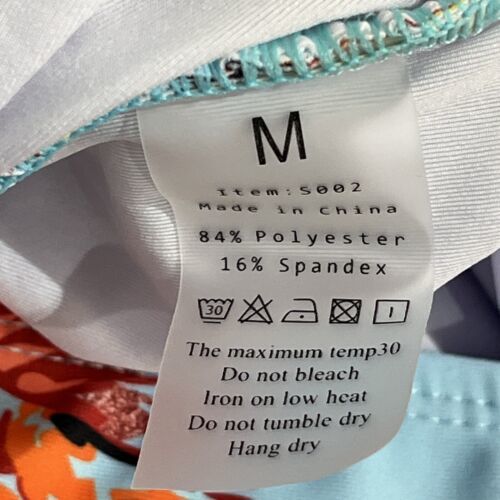 M
Item:S002
Made in China
84% Polyester
16% Spandex
30
The maximum temp30
Do not bleach
Iron on low heat
Do not tumble dry
Hang dry